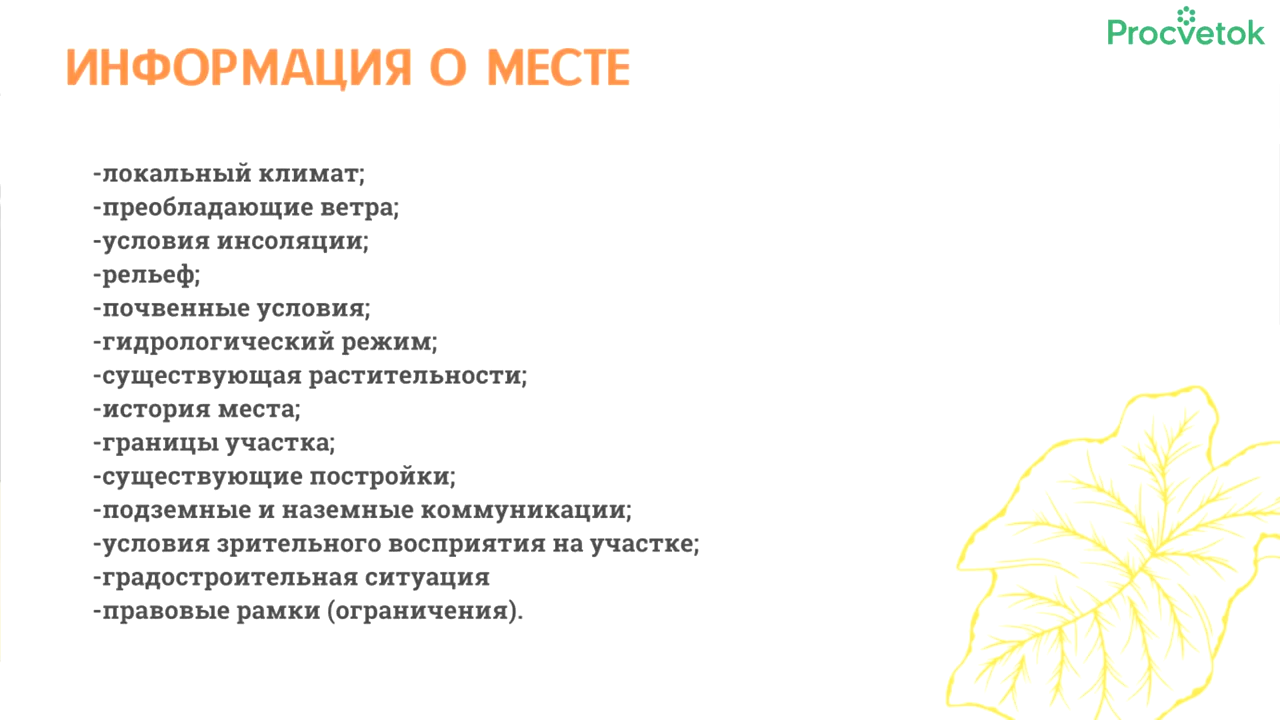 Procvetok
ИНФОРМАЦИЯ О МЕСТЕ
-локальный климат;
-преобладающие ветра;
-условия инсоляции;
-рельеф;
-почвенные условия;
-гидрологический режим;
-существующая растительности;
-история места;
-границы участка;
-существующие постройки;
-подземные и наземные коммуникации;
-условия зрительного восприятия на участке;
-градостроительная ситуация
-правовые рамки (ограничения).